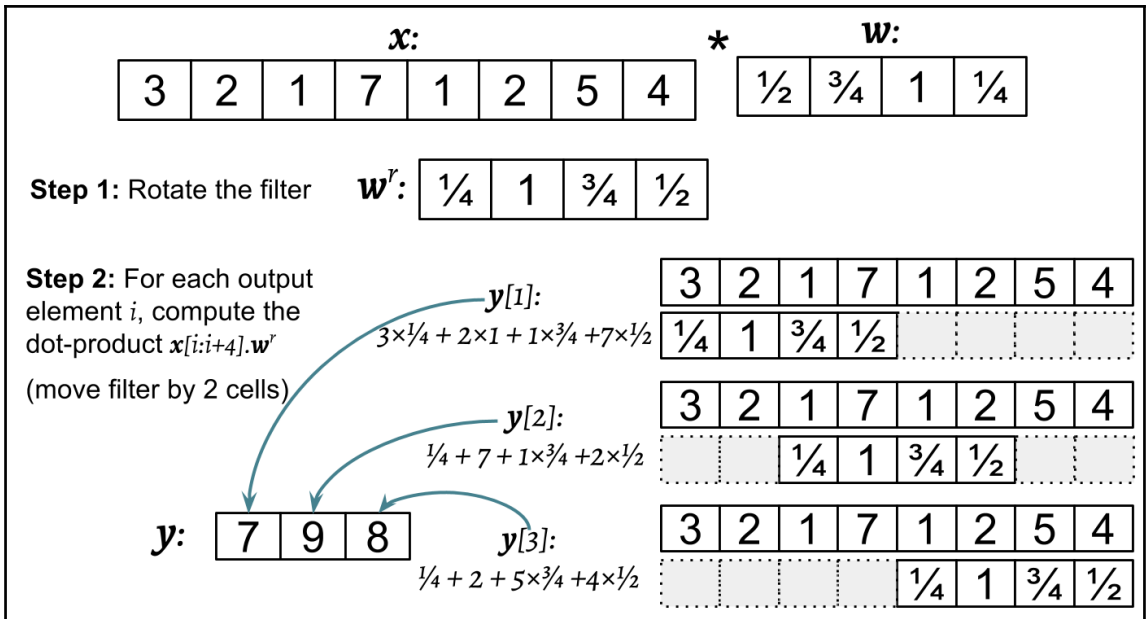 x: * w:
3 2 1 7 1 2 5 4 ½ ¾ 1 ¼
Step 1: Rotate the filter wʳ: ¼ 1 ¾ ½
Step 2: For each output
element i, compute the
dot-product x[i:i+4].wʳ
(move filter by 2 cells)
y[1]:
3×¼ + 2×1 + 1×¾ +7×½
3 2 1 7 1 2 5 4
¼ 1 ¾ ½
y[2]:
¼ + 7 + 1×¾ +2×½
3 2 1 7 1 2 5 4
¼ 1 ¾ ½
y: 7 9 8
y[3]:
¼ + 2 + 5×¾ +4×½
3 2 1 7 1 2 5 4
¼ 1 ¾ ½